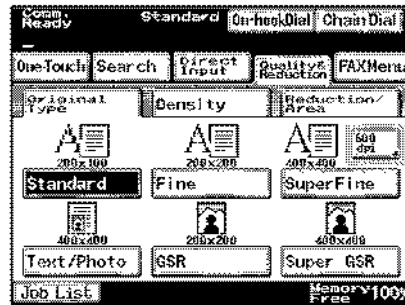 Comm. Ready Standard On-hookDial ChainDial
One-Touch Search Direct Input Quality& Reduction FAXMenu
Original Type Density Reduction/ Area
200x100 200x200 400x400 600 dpi
Standard Fine SuperFine
400x400 200x200 400x400
Text/Photo GSR Super GSR
Job List Memory Free 100%